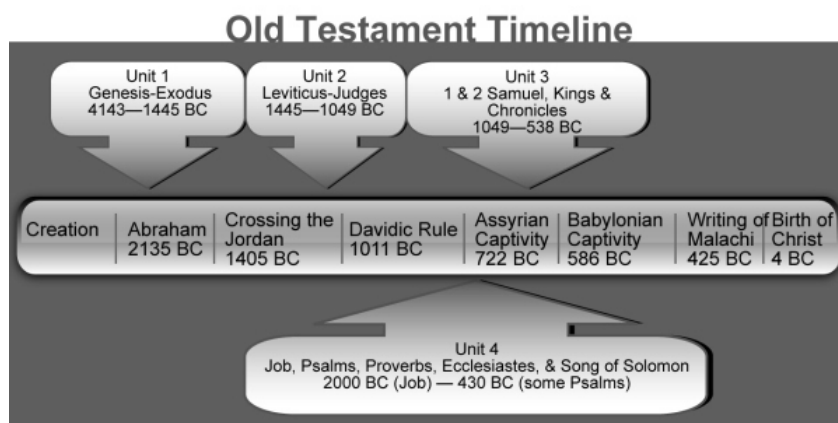 Old Testament Timeline
Unit 1
Genesis-Exodus
4143—1445 BC
Unit 2
Leviticus-Judges
1445—1049 BC
Unit 3
1 & 2 Samuel, Kings &
Chronicles
1049—538 BC
Creation
Abraham
2135 BC
Crossing the
Jordan
1405 BC
Davidic Rule
1011 BC
Assyrian
Captivity
722 BC
Babylonian
Captivity
586 BC
Writing of
Malachi
425 BC
Birth of
Christ
4 BC
Unit 4
Job, Psalms, Proverbs, Ecclesiastes, & Song of Solomon
2000 BC (Job) — 430 BC (some Psalms)